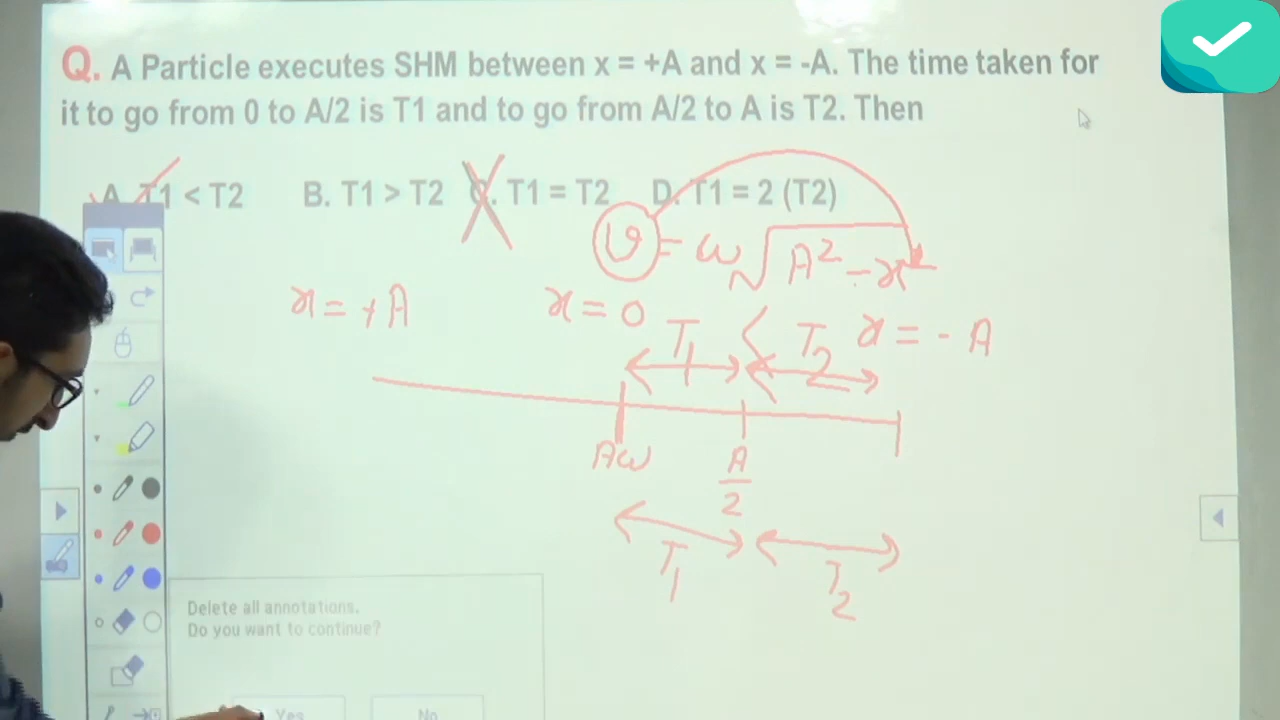 Q. A Particle executes SHM between x = +A and x = -A. The time taken for
it to go from 0 to A/2 is T1 and to go from A/2 to A is T2. Then
A. T1 < T2 B. T1 > T2 C. T1 = T2 D. T1 = 2 (T2)
v = ω√A² - x²
x = +A x = 0 x = - A
T1 < T2
Aω A/2
T1 T2
Delete all annotations.
Do you want to continue?
Yes No